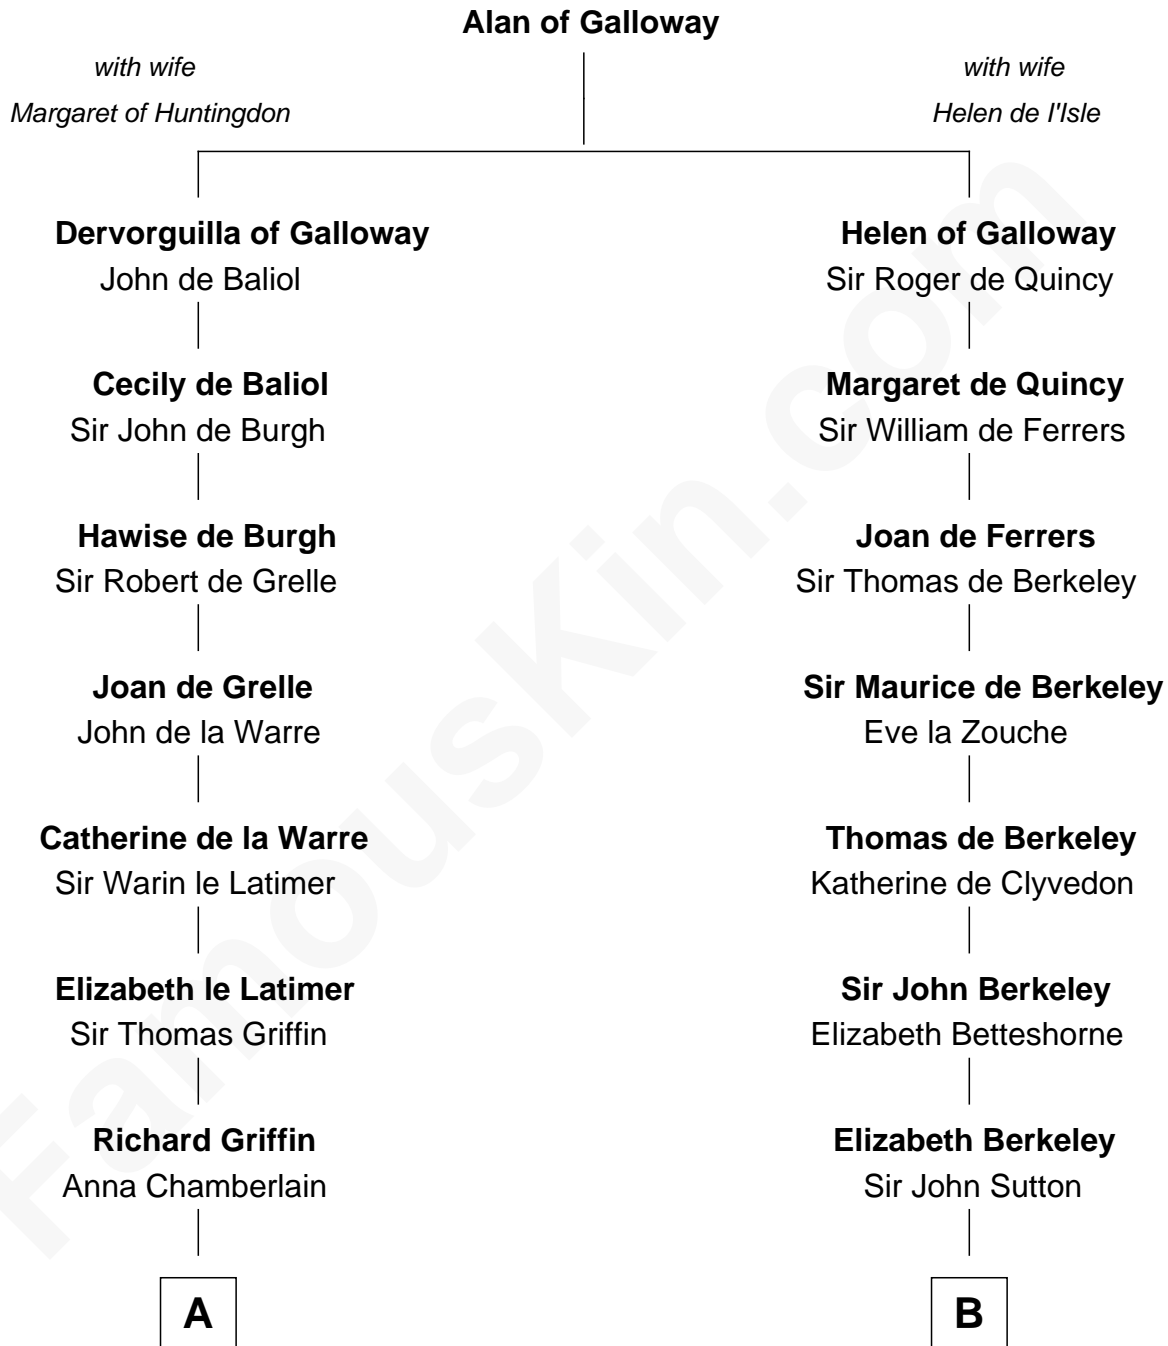 Alan of Galloway
with wife
Margaret of Huntingdon
with wife
Helen de l'Isle
Dervorguilla of Galloway
John de Baliol
Helen of Galloway
Sir Roger de Quincy
Cecily de Baliol
Sir John de Burgh
Margaret de Quincy
Sir William de Ferrers
Hawise de Burgh
Sir Robert de Grelle
Joan de Ferrers
Sir Thomas de Berkeley
Joan de Grelle
John de la Warre
Sir Maurice de Berkeley
Eve la Zouche
Catherine de la Warre
Sir Warin le Latimer
Thomas de Berkeley
Katherine de Clyvedon
Elizabeth le Latimer
Sir Thomas Griffin
Sir John Berkeley
Elizabeth Betteshorne
Richard Griffin
Anna Chamberlain
Elizabeth Berkeley
Sir John Sutton
A
B
FamousKin.com